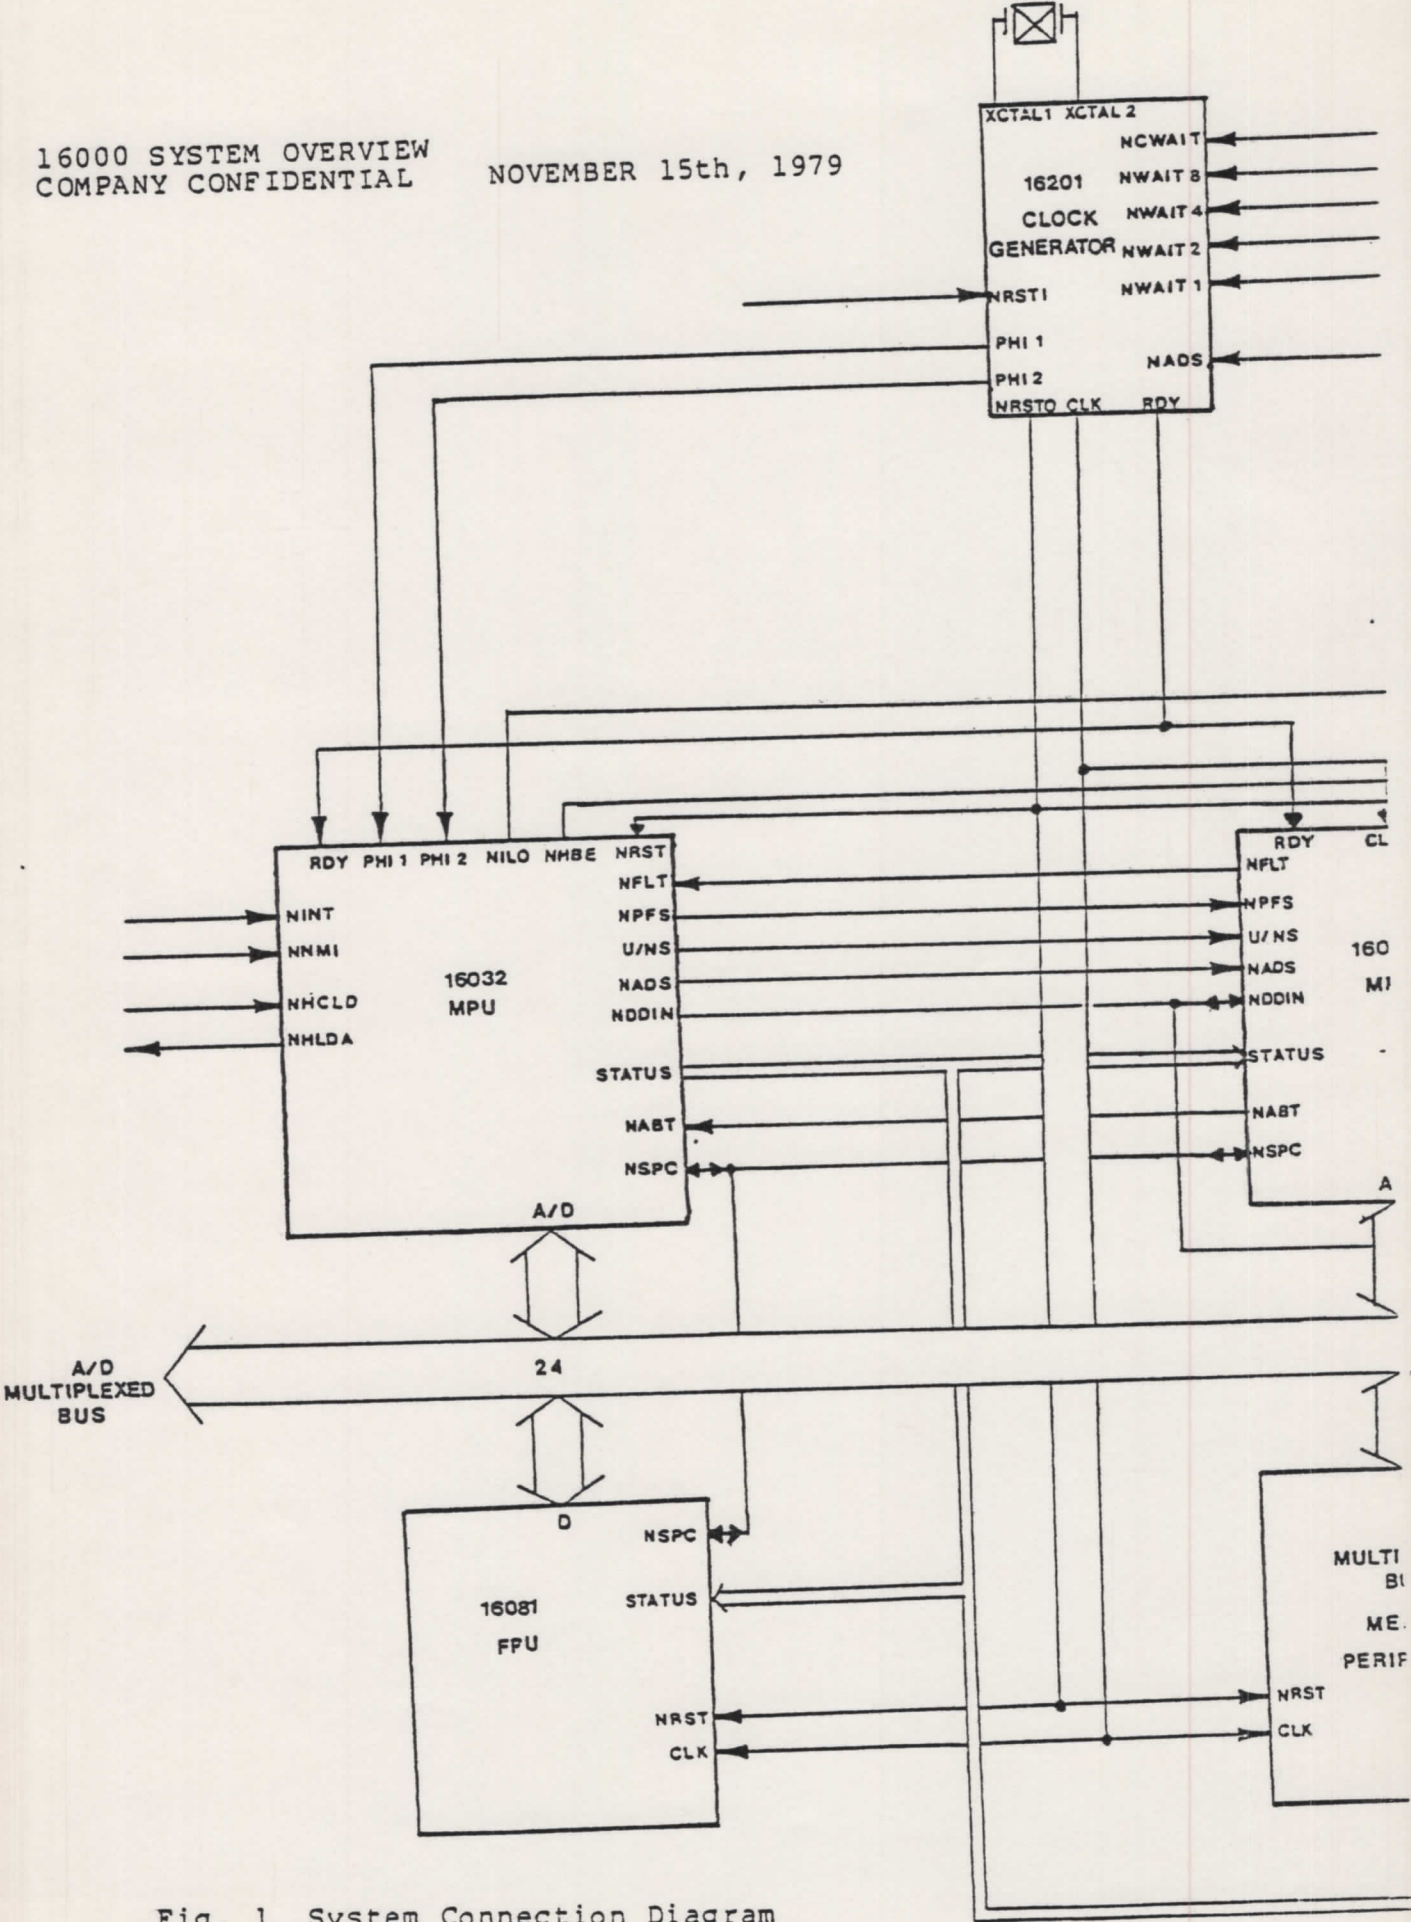 16000 SYSTEM OVERVIEW
COMPANY CONFIDENTIAL
NOVEMBER 15th, 1979
XCTAL1 XCTAL2
NCWAIT
NWAIT 8
NWAIT 4
NWAIT 2
NWAIT 1
16201
CLOCK
GENERATOR
NRSTI
PHI 1
PHI 2
NADS
NRSTO CLK RDY
RDY PHI 1 PHI 2 NILO NHBE NRST
NFLT
NPFS
U/NS
NADS
NDDIN
STATUS
NABT
NSPC
NINT
NNMI
NHCLD
NHLDA
16032
MPU
A/D
RDY CL
NFLT
NPFS
U/NS
NADS
NDDIN
STATUS
NABT
NSPC
160
A
A/D
MULTIPLEXED
BUS
24
D
NSPC
STATUS
16081
FPU
NRST
CLK
MULTI
ME
PERIF
NRST
CLK
Fig. 1 System Connection Diagram